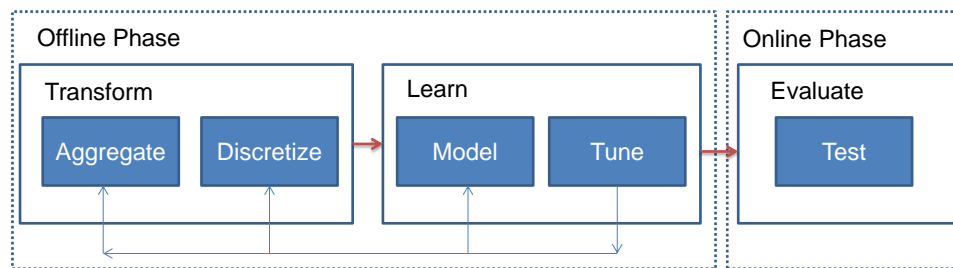 Offline Phase
Online Phase
Transform
Learn
Evaluate
Aggregate
Discretize
Model
Tune
Test